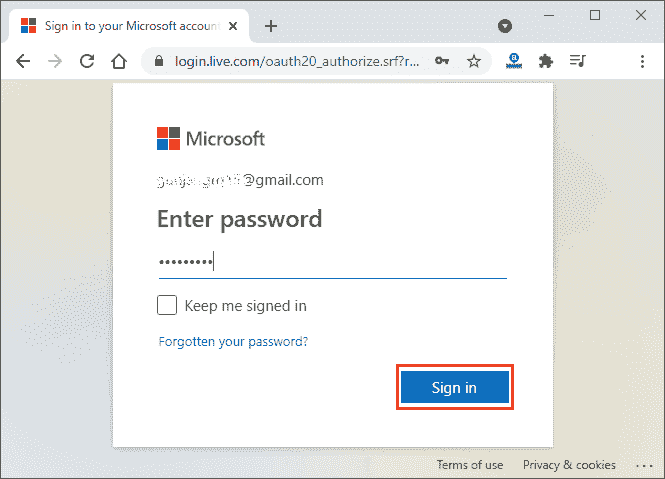 Sign in to your Microsoft account
login.live.com/oauth20_authorize.srf?r...
Microsoft
@gmail.com
Enter password
Keep me signed in
Forgotten your password?
Sign in
Terms of use
Privacy & cookies